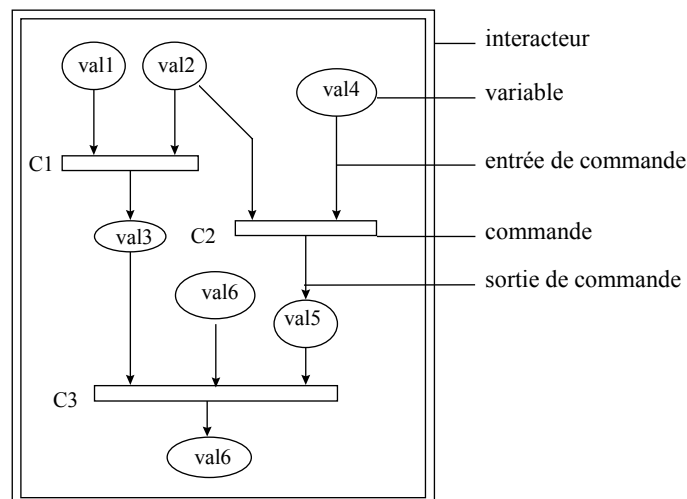 interacteur
val1
val2
val4
variable
C1
entrée de commande
val3
C2
commande
val6
sortie de commande
val5
C3
val6